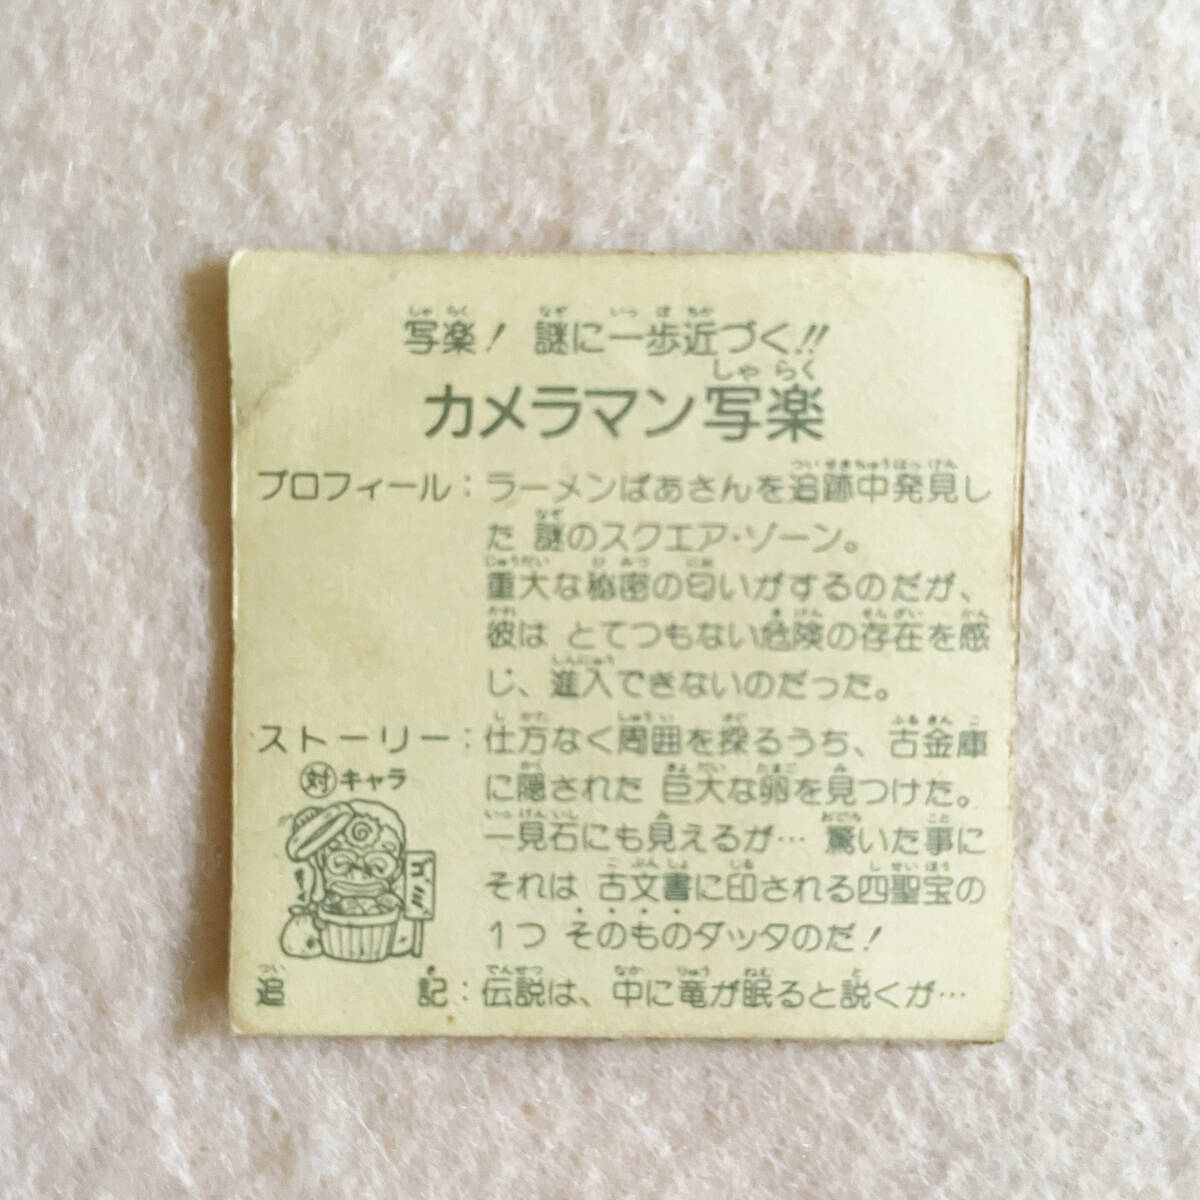 写楽！ 謎に一歩近づく!!
カメラマン写楽
プロフィール：ラーメンばあさんを追跡中発見し
た 謎のスクエア・ゾーン。
重大な秘密の匂いがするのだが、
彼は とてつもない危険の存在を感
じ、進入できないのだった。
ストーリー：仕方なく周囲を探るうち、古金庫
に隠された 巨大な卵を見つけた。
一見石にも見えるが… 驚いた事に
それは 古文書に印される四聖宝の
1つ そのものダッタのだ！
対キャラ
追記：伝説は、中に竜が眠ると説くが…